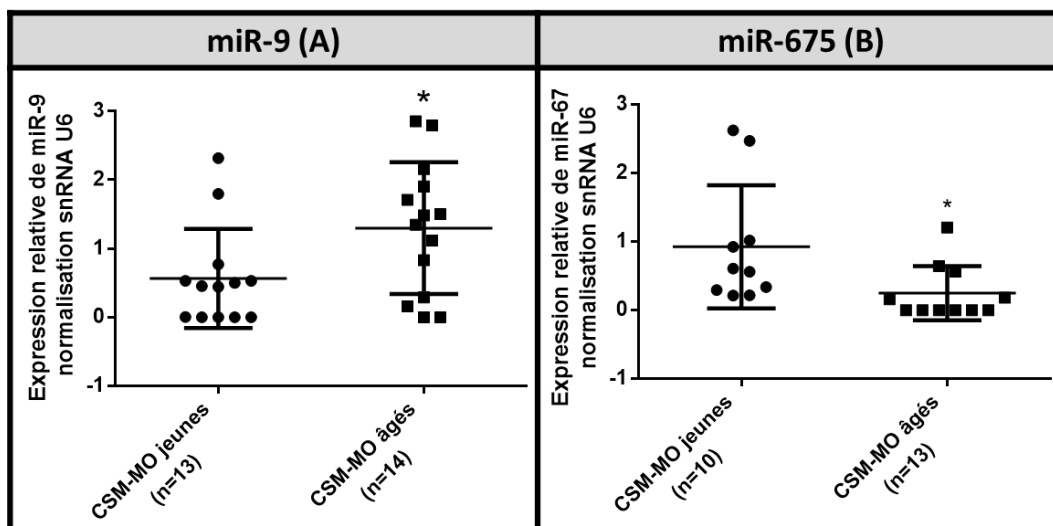 miR-9 (A)
miR-675 (B)
Expression relative de miR-9
normalisation snRNA U6
3
2
1
0
-1
*
CSM-MO jeunes
(n=13)
CSM-MO âgés
(n=14)
Expression relative de miR-67
normalisation snRNA U6
3
2
1
0
-1
*
CSM-MO jeunes
(n=10)
CSM-MO âgés
(n=13)